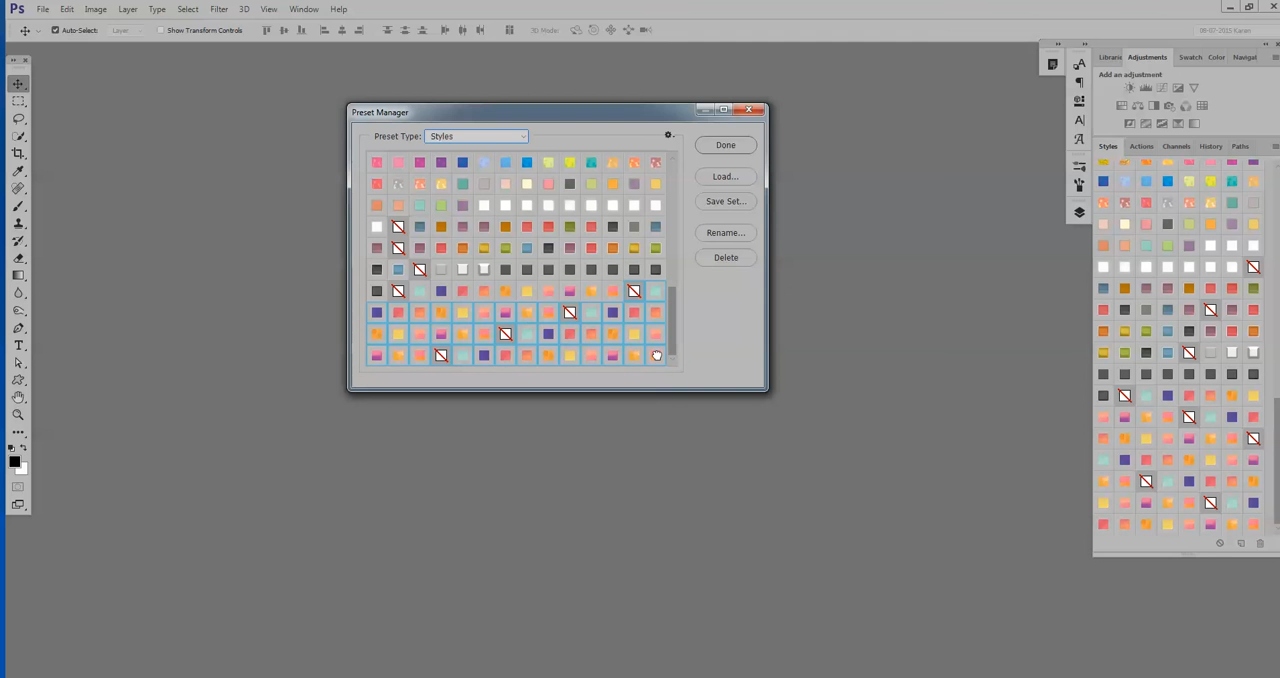 Ps File Edit Image Layer Type Select Filter 3D View Window Help
Auto-Select: Layer Show Transform Controls 3D Mode:
Librarie Adjustments Swatch Color Navigat
Add an adjustment
Styles Actions Channels History Paths
Preset Manager
Preset Type: Styles
Done
Load...
Save Set...
Rename...
Delete